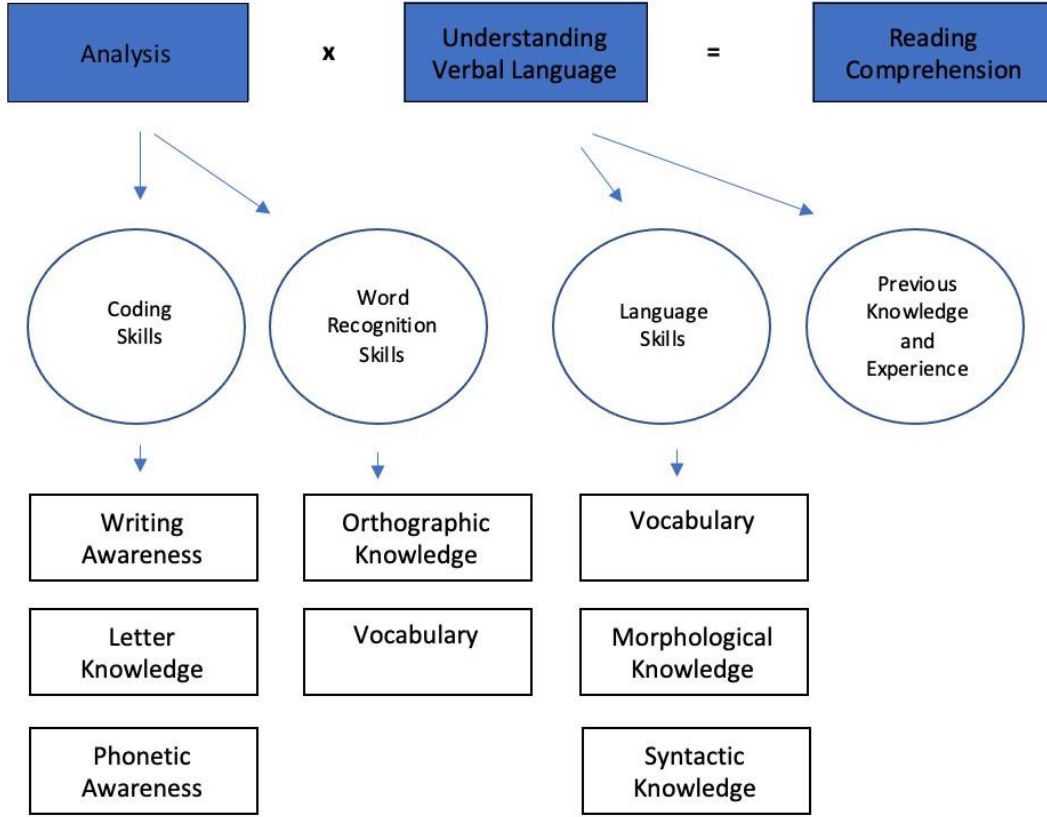 Analysis
x
Understanding
Verbal Language
=
Reading
Comprehension
Coding
Skills
Word
Recognition
Skills
Language
Skills
Previous
Knowledge
and
Experience
Writing
Awareness
Orthographic
Knowledge
Vocabulary
Letter
Knowledge
Vocabulary
Morphological
Knowledge
Phonetic
Awareness
Syntactic
Knowledge